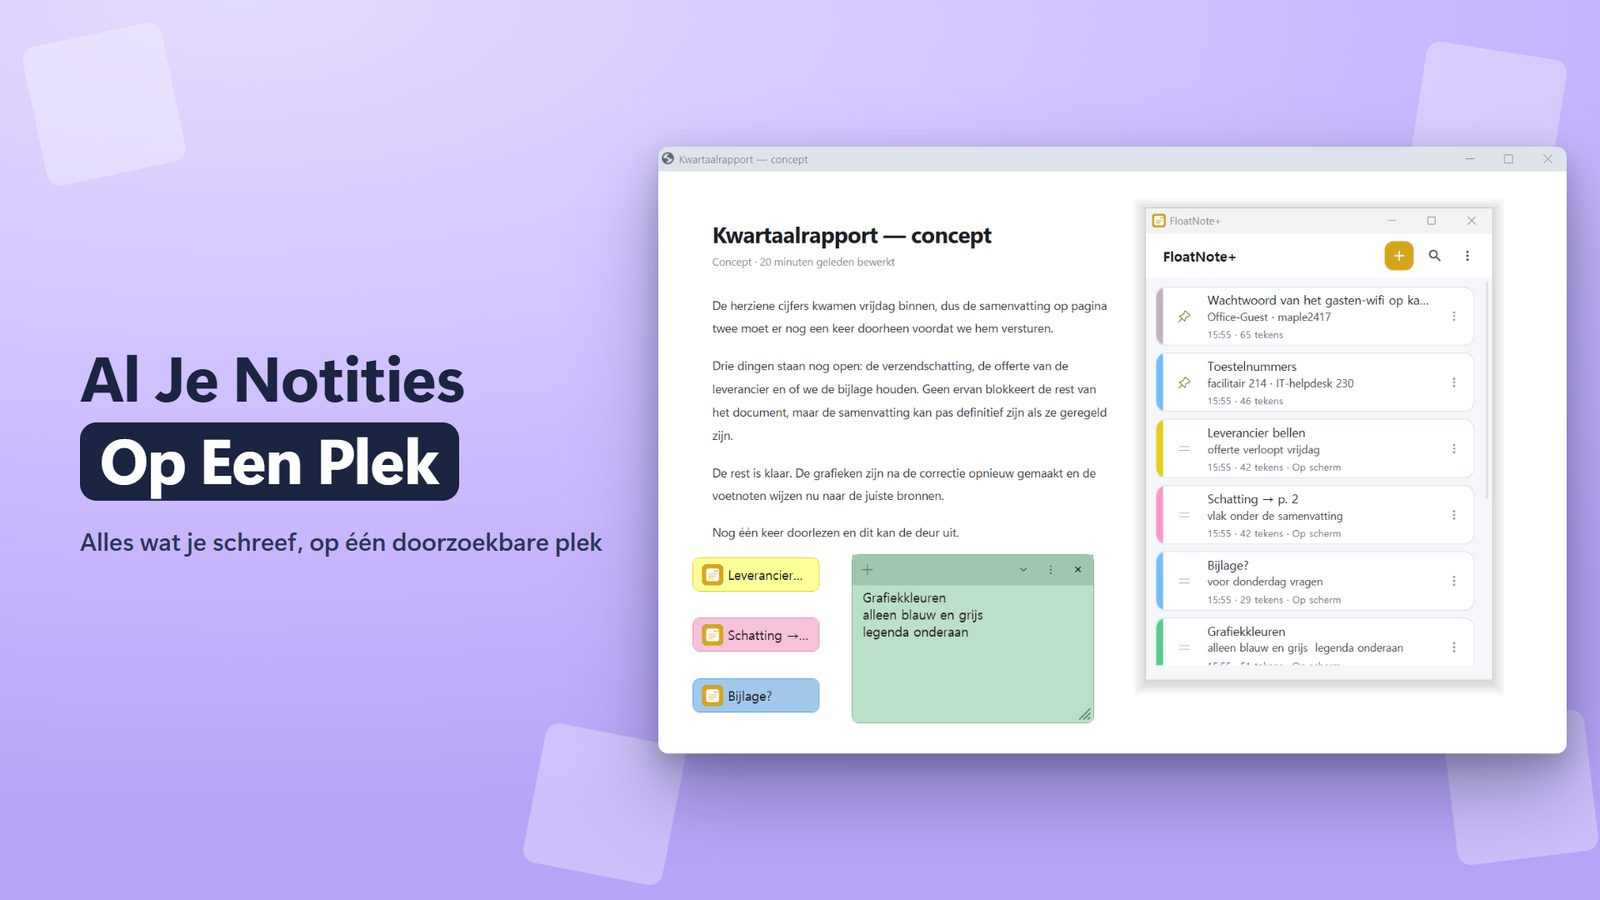 Al Je Notities
Op Een Plek
Alles wat je schreef, op één doorzoekbare plek
Kwartaalrapport — concept
Kwartaalrapport — concept
Concept · 20 minuten geleden bewerkt
De herziene cijfers kwamen vrijdag binnen, dus de samenvatting op pagina
twee moet er nog een keer doorheen voordat we hem versturen.
Drie dingen staan nog open: de verzendschatting, de offerte van de
leverancier en of we de bijlage houden. Geen ervan blokkeert de rest van
het document, maar de samenvatting kan pas definitief zijn als ze geregeld
zijn.
De rest is klaar. De grafieken zijn na de correctie opnieuw gemaakt en de
voetnoten wijzen nu naar de juiste bronnen.
Nog één keer doorlezen en dit kan de deur uit.
Leverancier...
Schatting →...
Bijlage?
Grafiekkleuren
alleen blauw en grijs
legenda onderaan
FloatNote+
FloatNote+
Wachtwoord van het gasten-wifi op ka...
Office-Guest · maple2417
15:55 · 65 tekens
Toestelnummers
facilitair 214 · IT-helpdesk 230
15:55 · 46 tekens
Leverancier bellen
offerte verloopt vrijdag
15:55 · 42 tekens · Op scherm
Schatting → p. 2
vlak onder de samenvatting
15:55 · 42 tekens · Op scherm
Bijlage?
voor donderdag vragen
15:55 · 29 tekens · Op scherm
Grafiekkleuren
alleen blauw en grijs legenda onderaan
15:55 · 51 tekens · Op scherm